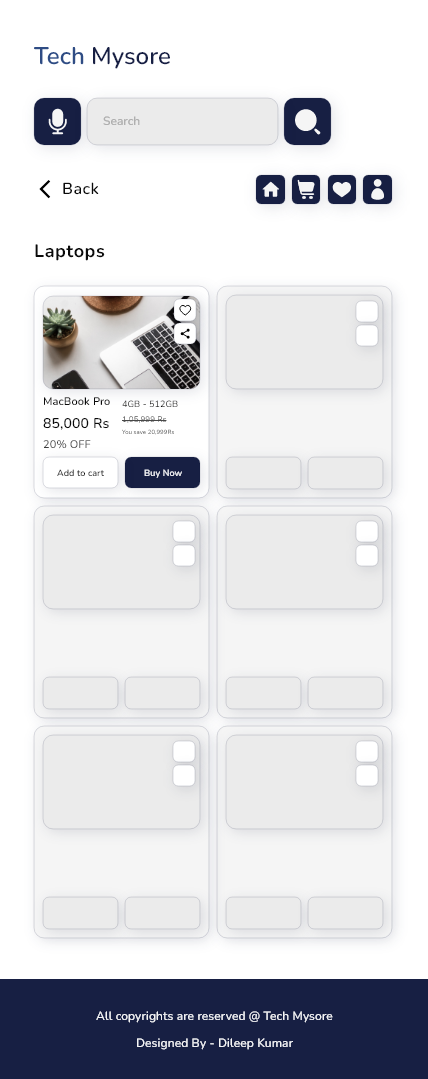 Tech Mysore
Search
Back
Laptops
MacBook Pro
4GB - 512GB
85,000 Rs
1,05,999 Rs
You save 20,999Rs
20% OFF
Add to cart
Buy Now
All copyrights are reserved @ Tech Mysore
Designed By - Dileep Kumar